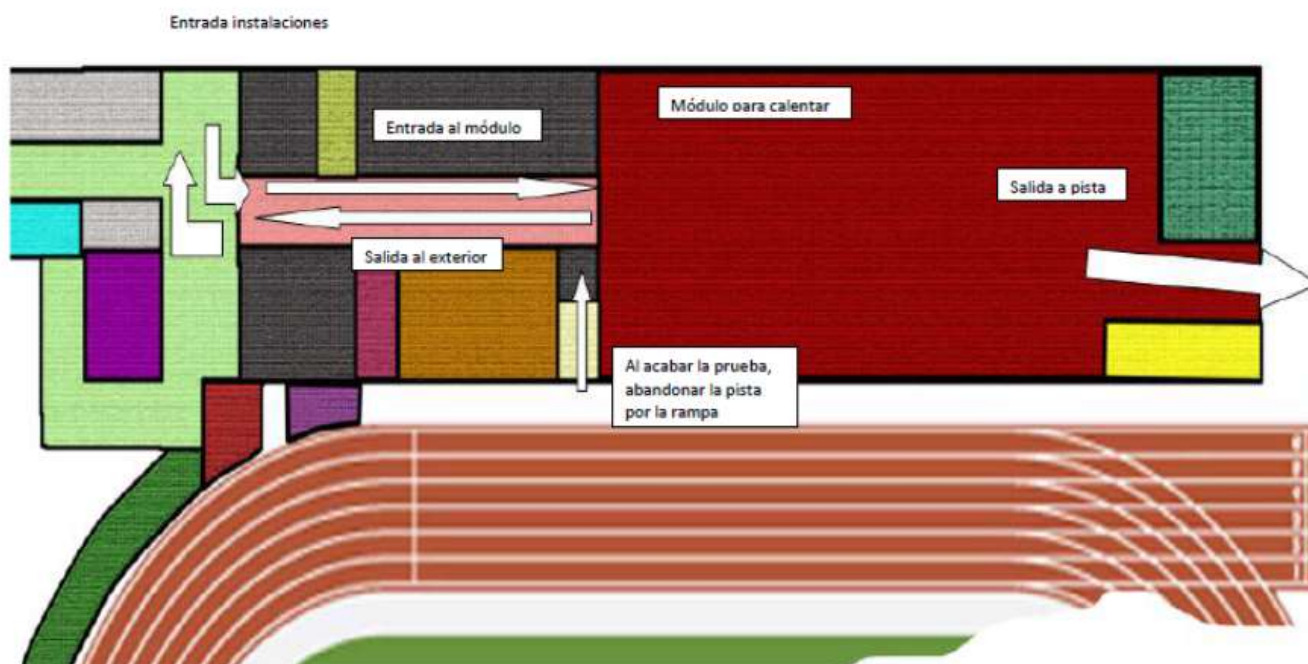 Entrada instalaciones
Módulo para calentar
Entrada al módulo
Salida a pista
Salida al exterior
Al acabar la prueba,
abandonar la pista
por la rampa